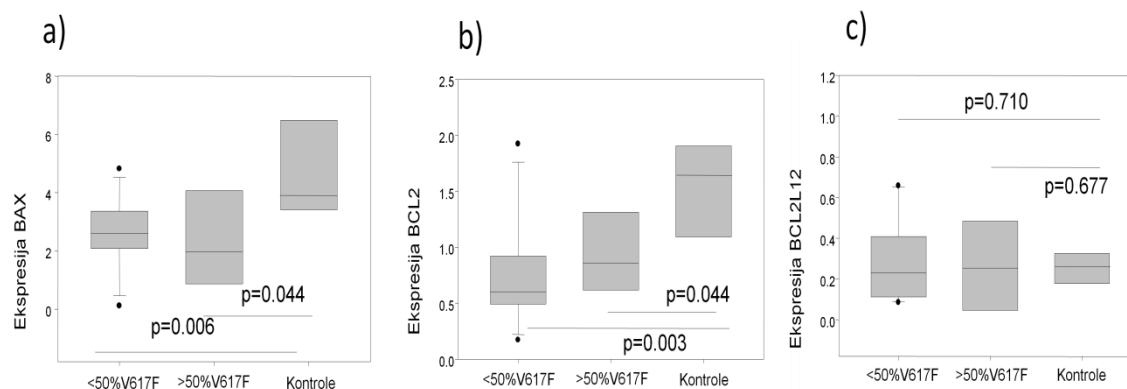 a)
Ekspresija BAX
8
6
4
2
0
p=0.044
p=0.006
<50%V617F >50%V617F Kontrole
b)
Ekspresija BCL2
2.5
2.0
1.5
1.0
0.5
0.0
p=0.044
p=0.003
<50%V617F >50%V617F Kontrole
c)
Ekspresija BCL2L12
1.2
1.0
0.8
0.6
0.4
0.2
0.0
p=0.710
p=0.677
<50%V617F >50%V617F Kontrole